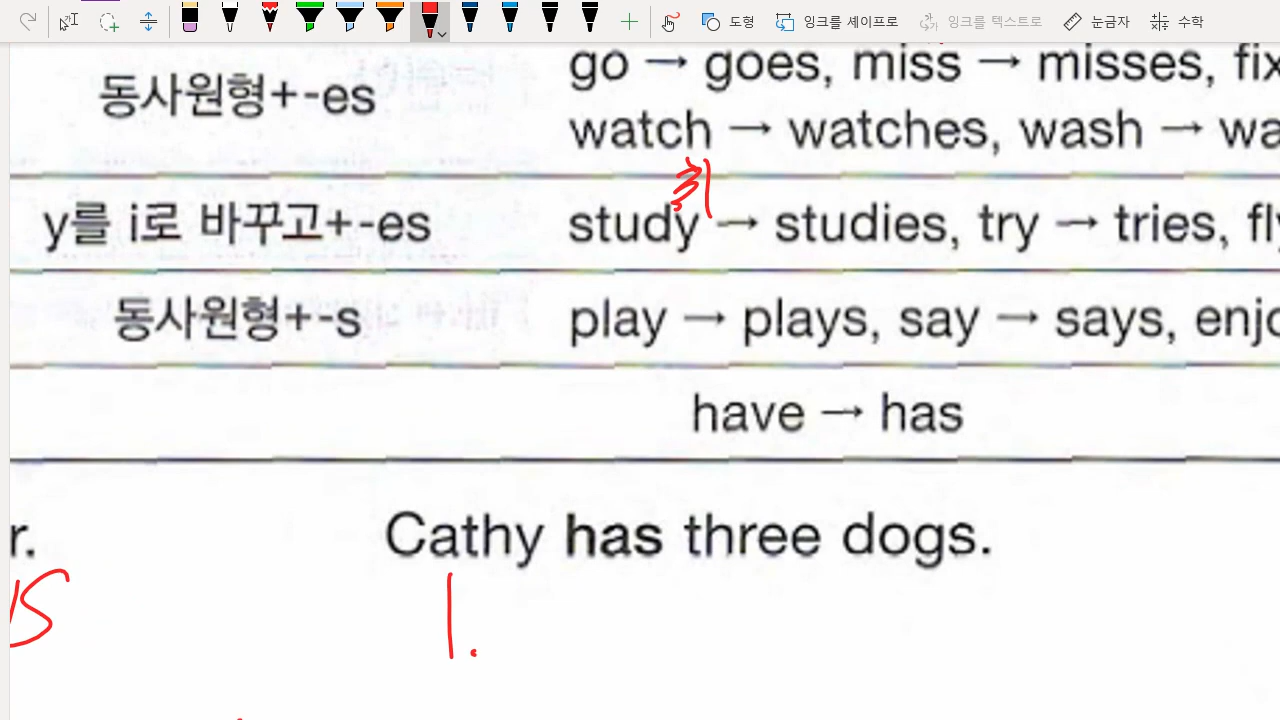 도형 잉크를 셰이프로 잉크를 텍스트로 눈금자 수학
동사원형+-es
go → goes, miss → misses, fix
watch → watches, wash → wa
취
y를 i로 바꾸고+-es
study → studies, try → tries, fly
동사원형+-s
play → plays, say → says, enjo
have → has
r.
Cathy has three dogs.
1.